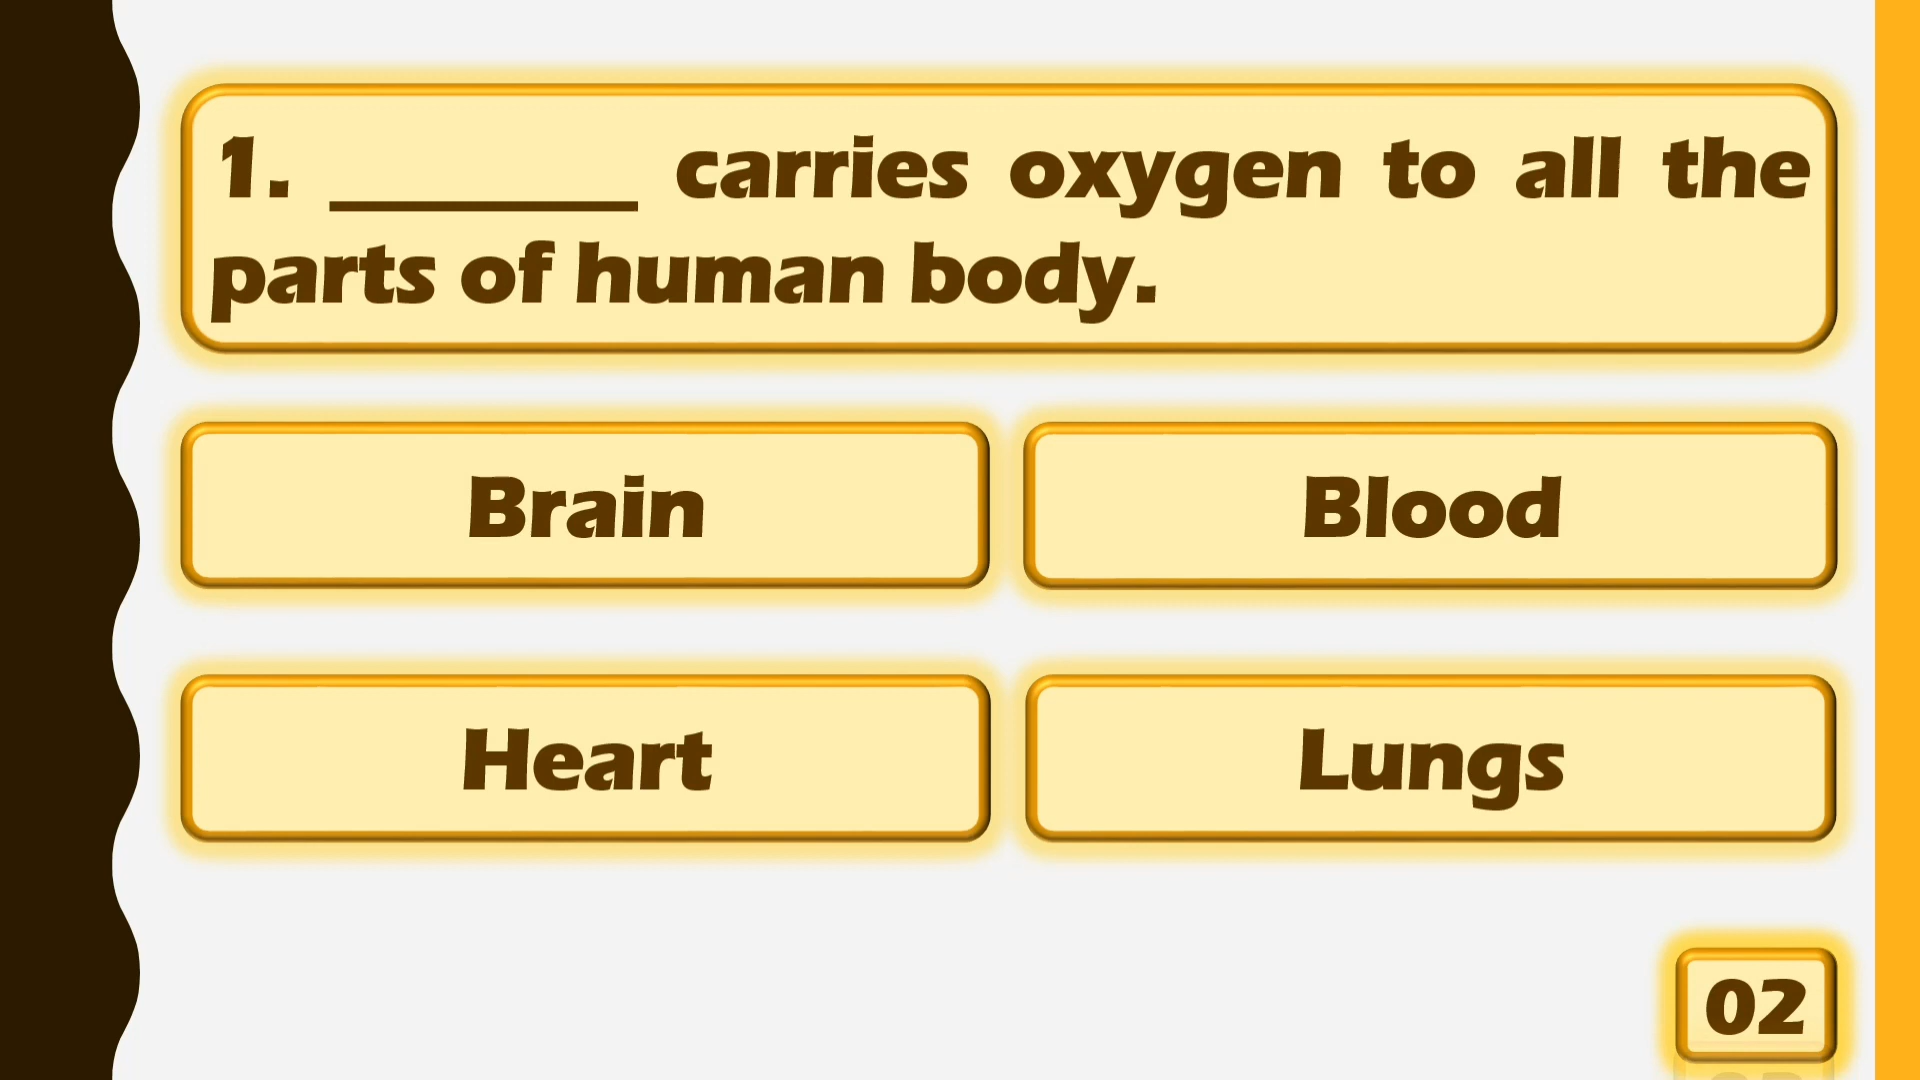 1. ________ carries oxygen to all the
parts of human body.
Brain
Blood
Heart
Lungs
02